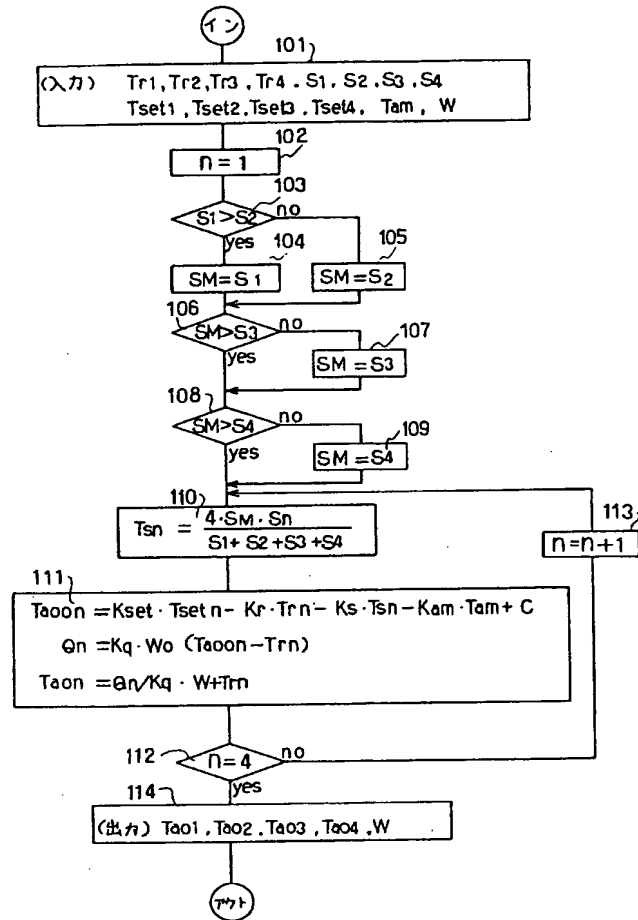 イン
101
(入力) Tr1,Tr2,Tr3,Tr4.S1.S2.S3,S4
Tset1,Tset2.Tset3.Tset4, Tam, W
102
n=1
103
S1>S2
no
yes
104
105
SM=S1
SM=S2
106
SM>S3
no
107
yes
SM=S3
108
SM>S4
no
109
yes
SM=S4
110
Tsn = 4·SM·Sn
S1+S2+S3+S4
113
n=n+1
111
Taoon=Kset·Tsetn-Kr·Trn-Ks·Tsn-Kam·Tam+C
Θn=Kq·Wo (Taoon-Trn)
Taon=Θn/Kq·W+Trn
112
n=4
no
yes
114
(出力) Tao1,Tao2.Tao3,Tao4.W
アウト